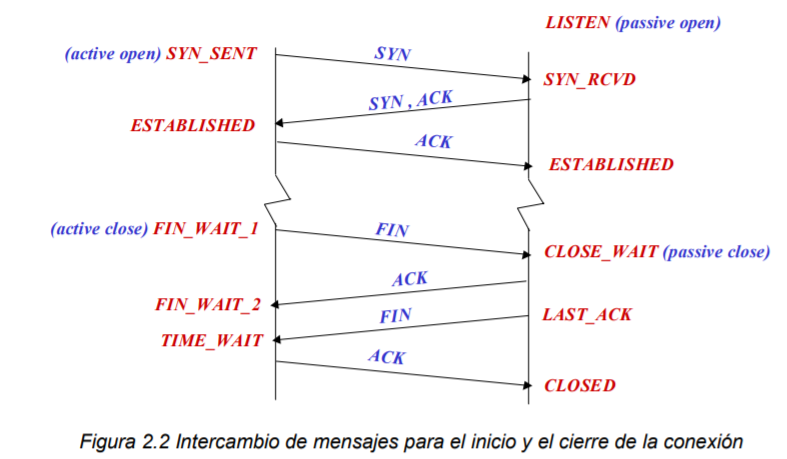 LISTEN (passive open)
(active open) SYN_SENT
SYN
SYN_RCVD
SYN , ACK
ESTABLISHED
ACK
ESTABLISHED
(active close) FIN_WAIT_1
FIN
CLOSE_WAIT (passive close)
ACK
FIN_WAIT_2
FIN
LAST_ACK
TIME_WAIT
ACK
CLOSED
Figura 2.2 Intercambio de mensajes para el inicio y el cierre de la conexión